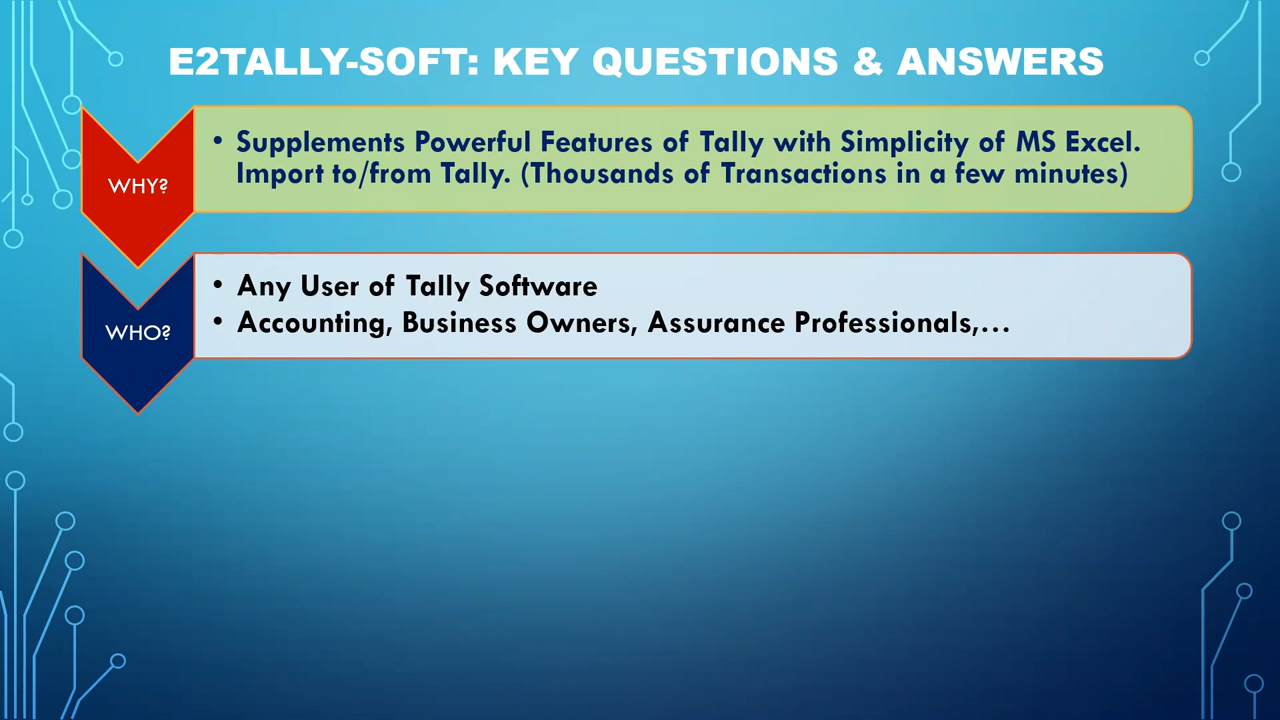 E2TALLY-SOFT: KEY QUESTIONS & ANSWERS
WHY?
• Supplements Powerful Features of Tally with Simplicity of MS Excel.
Import to/from Tally. (Thousands of Transactions in a few minutes)
WHO?
• Any User of Tally Software
• Accounting, Business Owners, Assurance Professionals,...